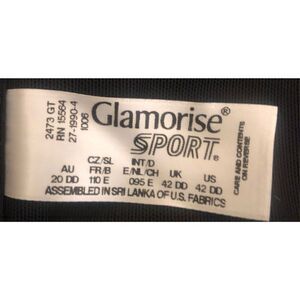 2473 GT
RN 15564
27-1990-4
1006
Glamorise®
SPORT®
CARE AND CONTENTS
ON REVERSE
CZ/SL INT/D
AU FR/B E/NL/CH UK US
20 DD 110 E 095 E 42 DD 42 DD
ASSEMBLED IN SRI LANKA OF U.S. FABRICS